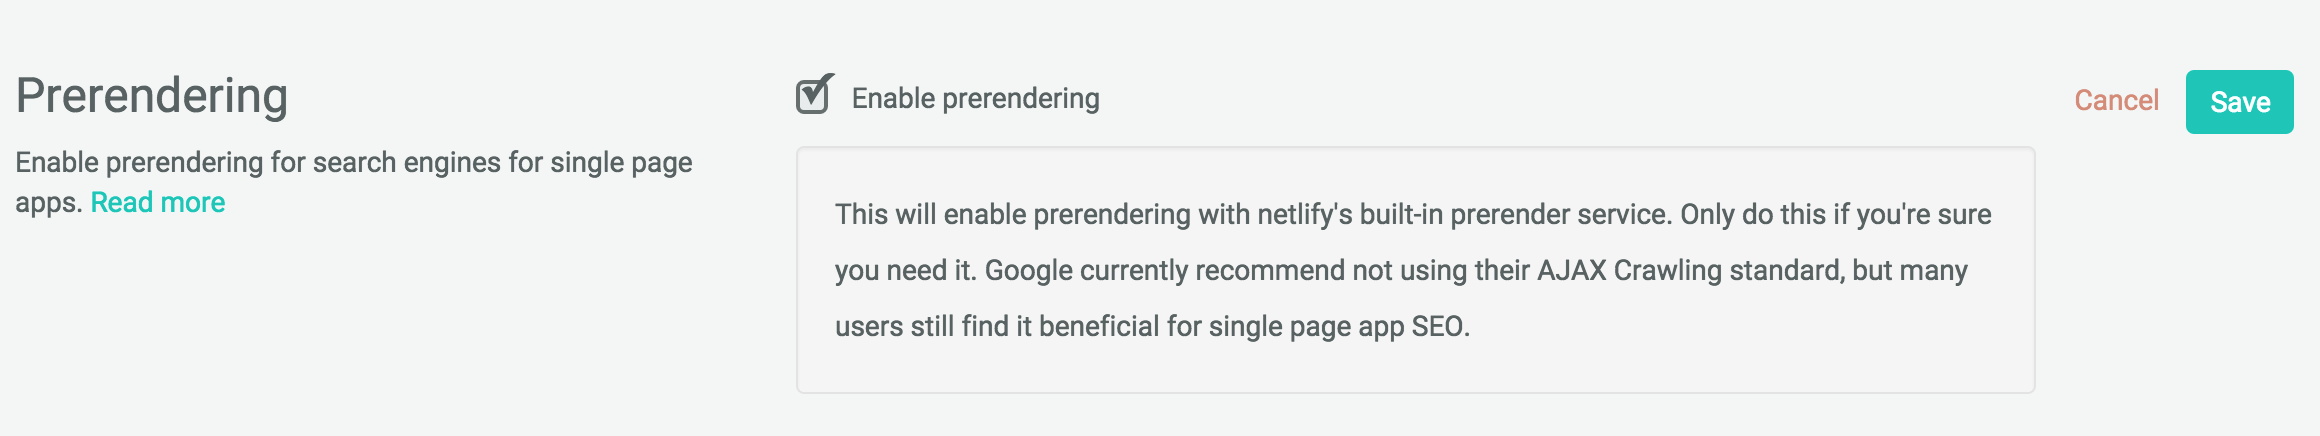 Prerendering
Enable prerendering for search engines for single page
apps. Read more
Enable prerendering
Cancel
Save
This will enable prerendering with netlify's built-in prerender service. Only do this if you're sure
you need it. Google currently recommend not using their AJAX Crawling standard, but many
users still find it beneficial for single page app SEO.